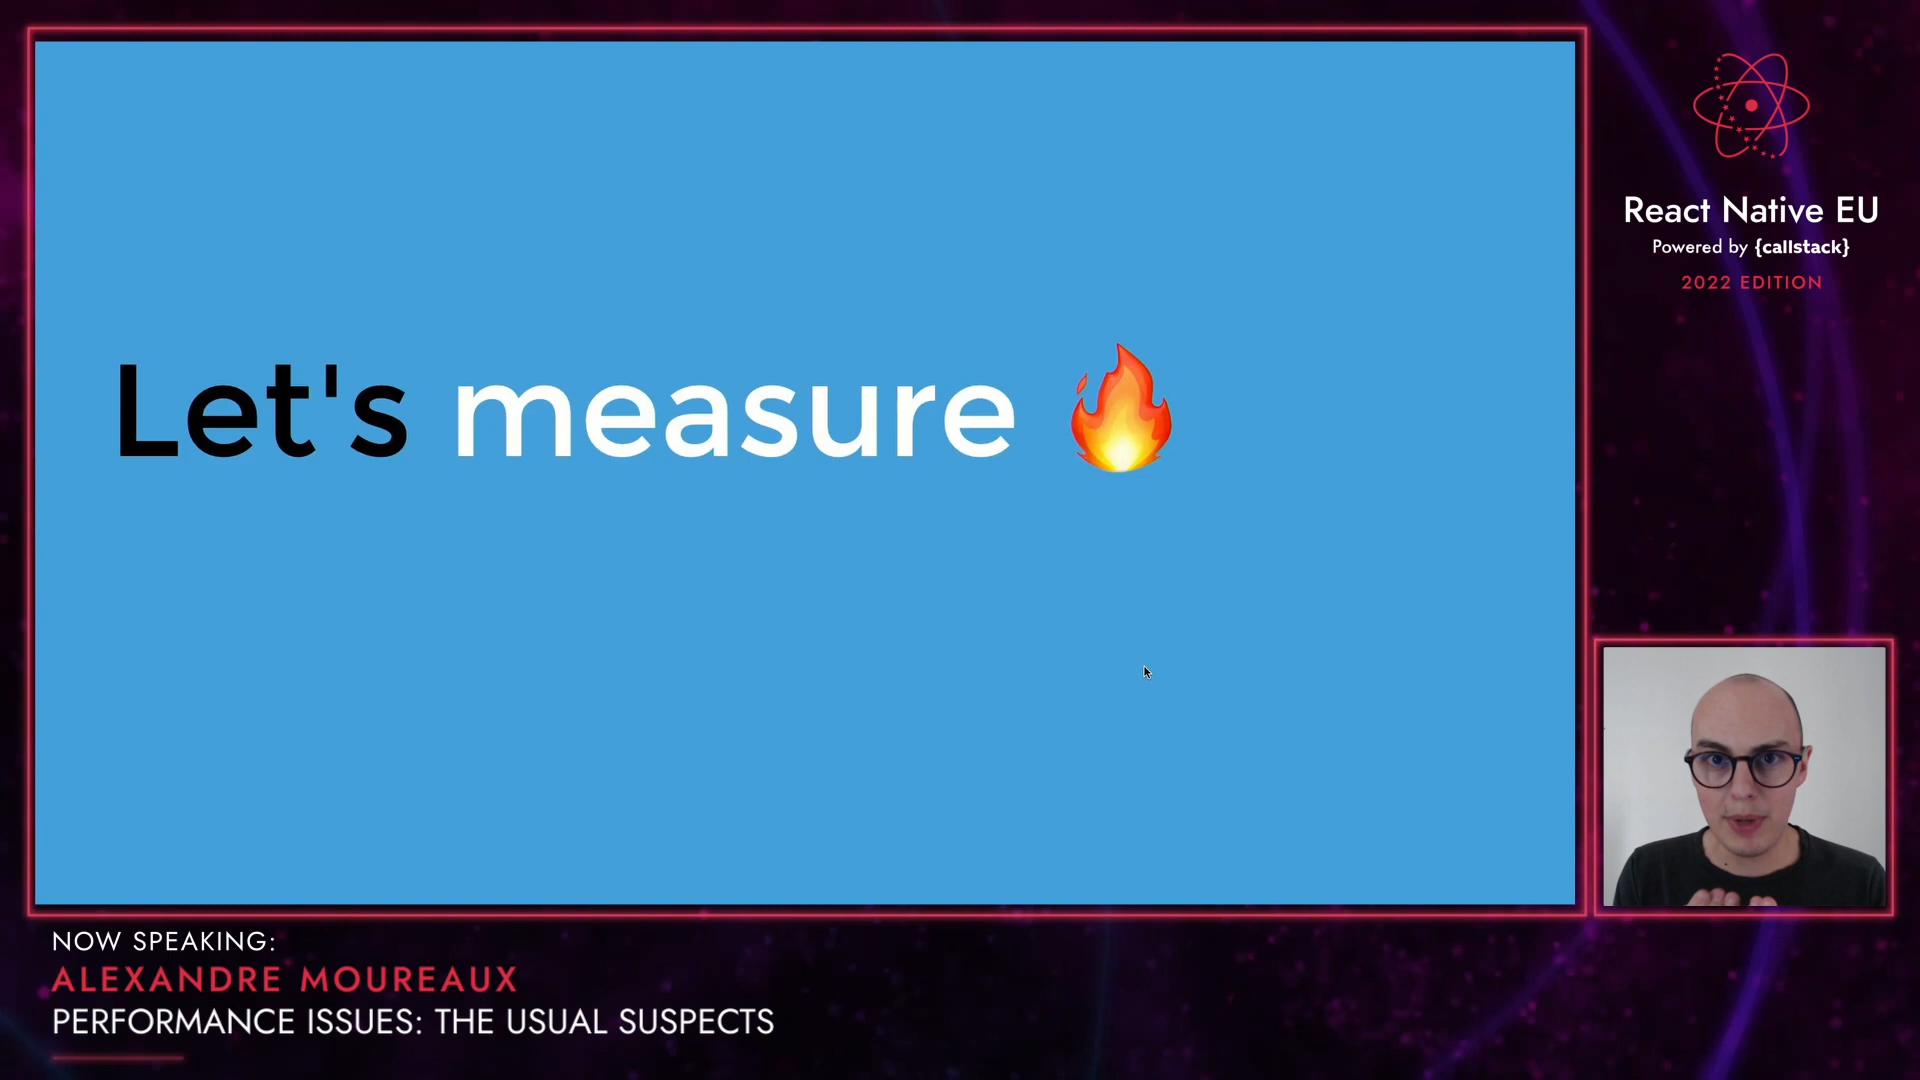 Let's measure 🔥
React Native EU
Powered by {callstack}
2022 EDITION
NOW SPEAKING:
ALEXANDRE MOUREAUX
PERFORMANCE ISSUES: THE USUAL SUSPECTS